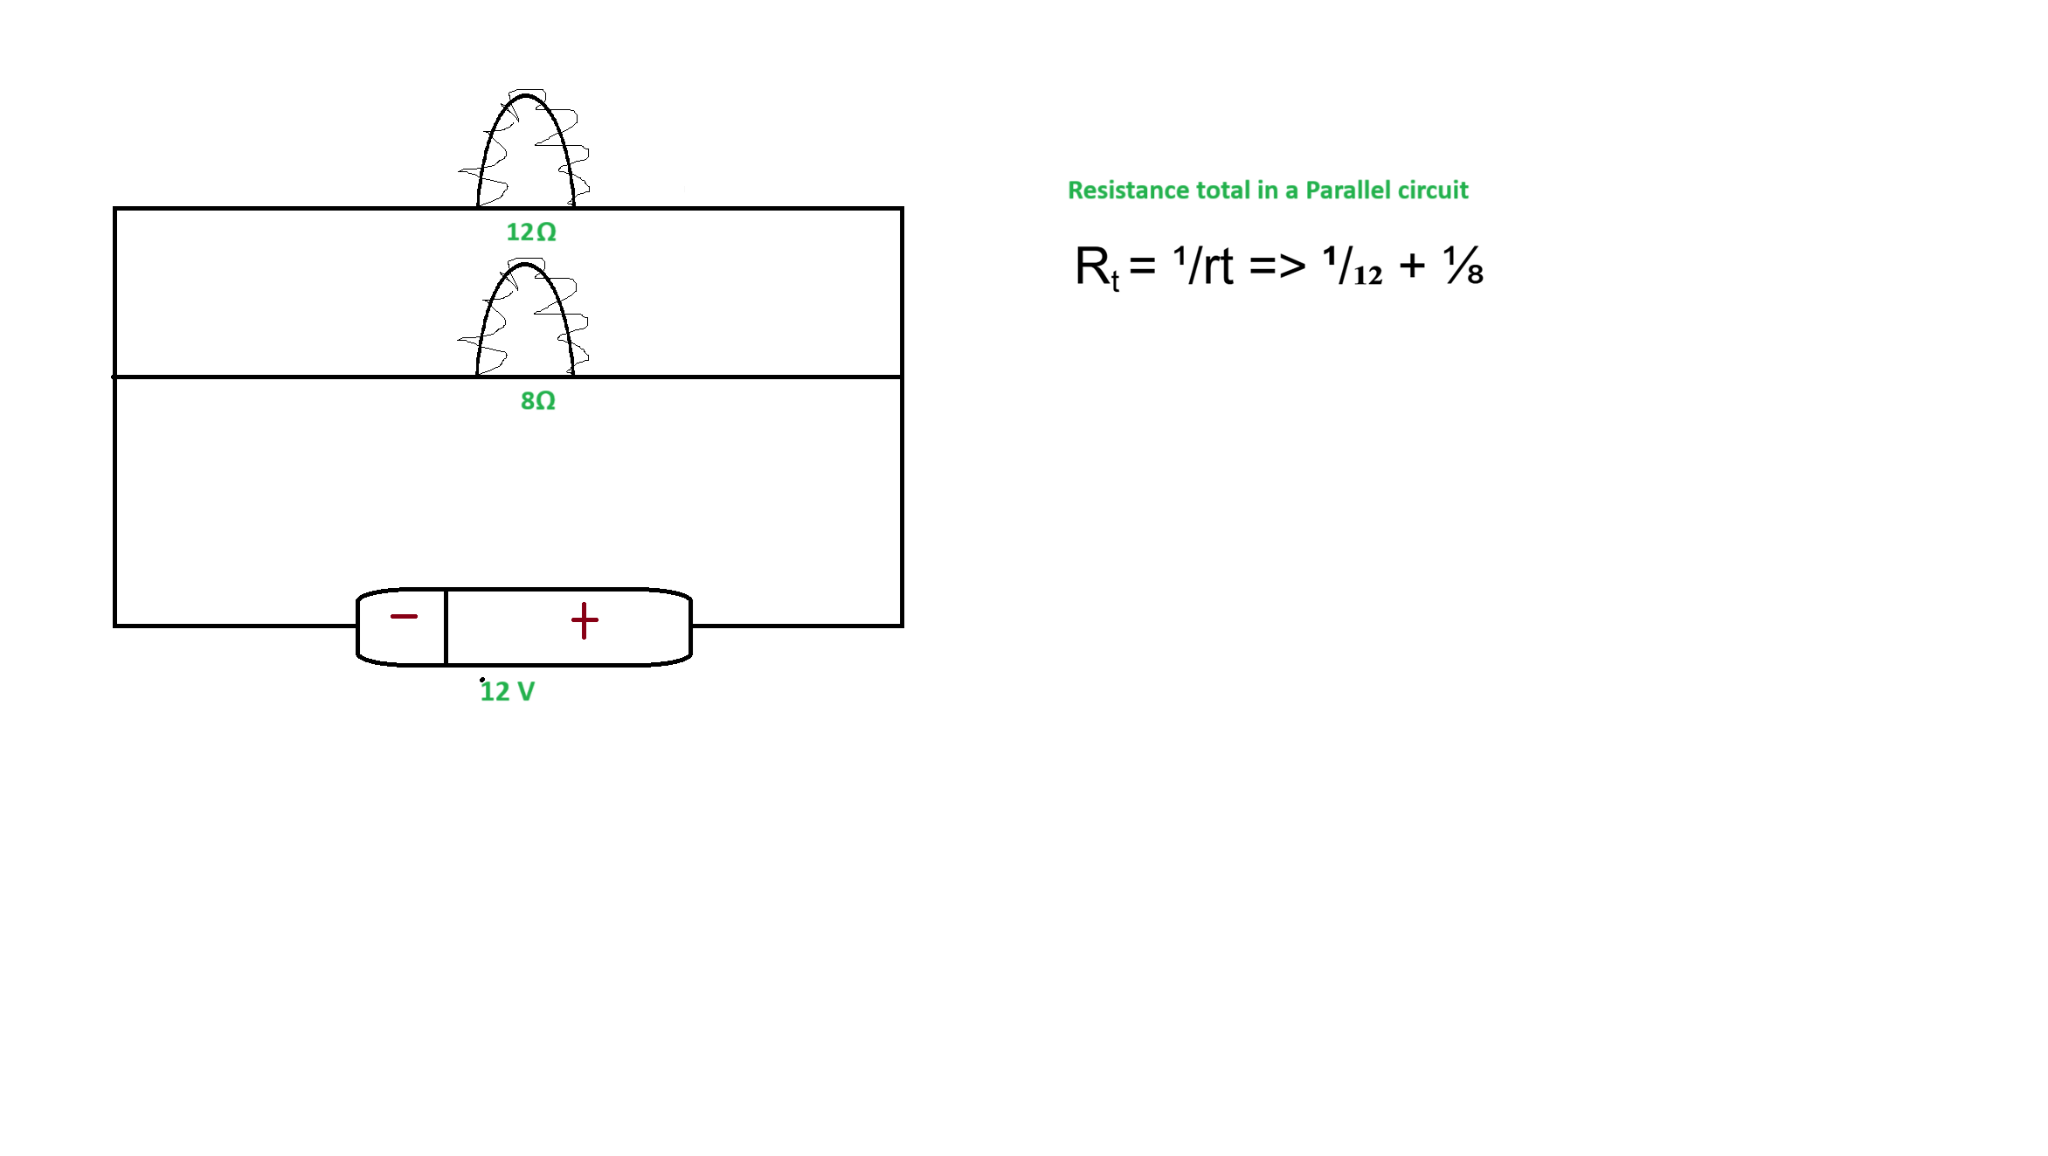 12Ω
8Ω
− +
12 V
Resistance total in a Parallel circuit
Rₜ = ¹/rt => ¹/₁₂ + ⅛